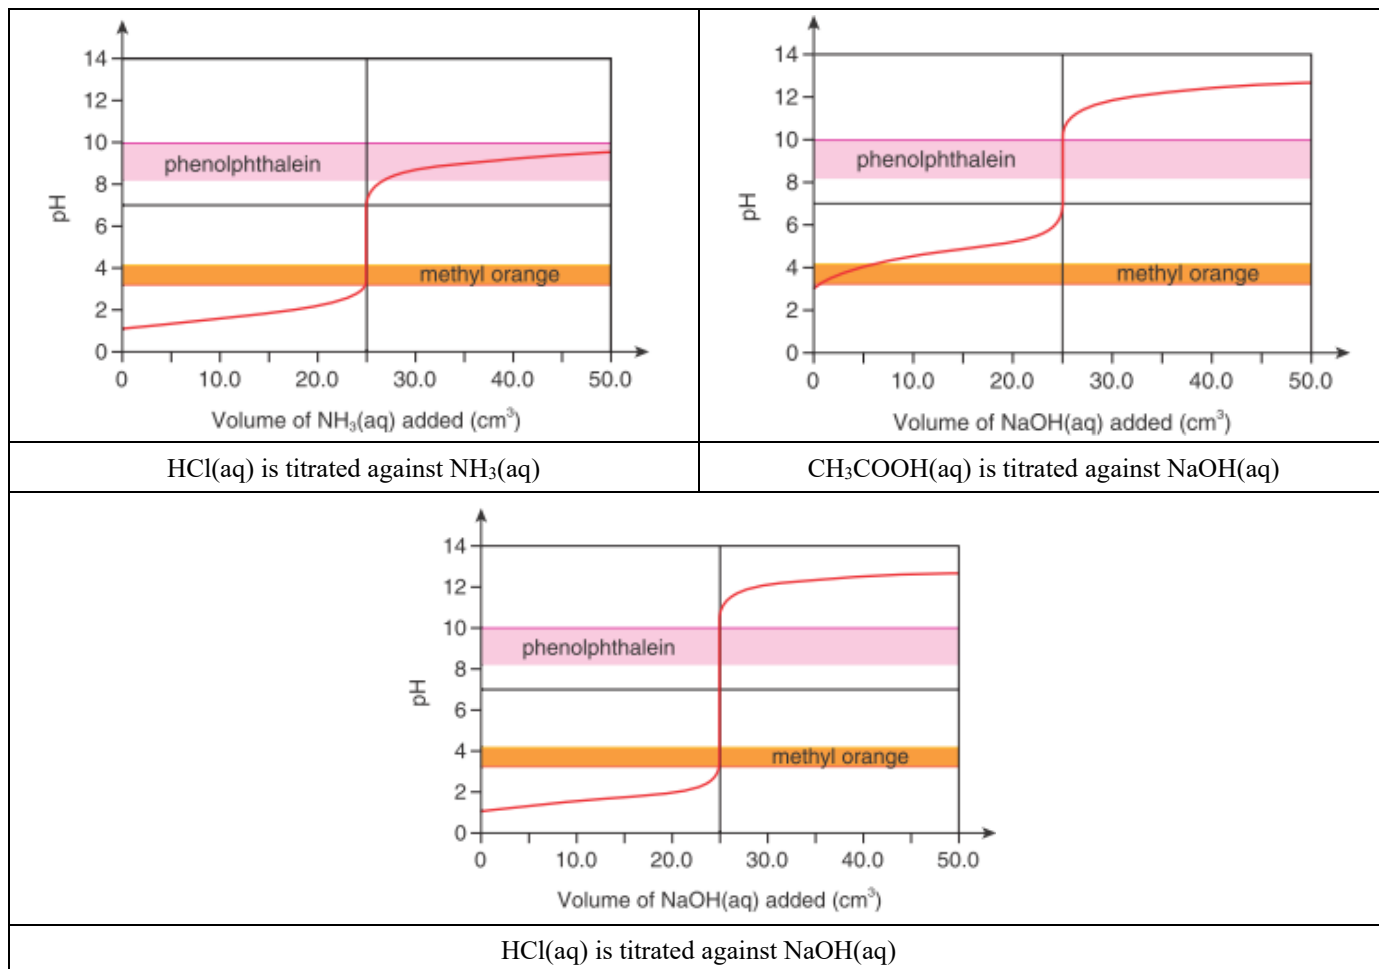 14
12
10
8
6
4
2
0
pH
phenolphthalein
methyl orange
0 10.0 20.0 30.0 40.0 50.0
Volume of NH₃(aq) added (cm³)
HCl(aq) is titrated against NH₃(aq)
14
12
10
8
6
4
2
0
pH
phenolphthalein
methyl orange
0 10.0 20.0 30.0 40.0 50.0
Volume of NaOH(aq) added (cm³)
CH₃COOH(aq) is titrated against NaOH(aq)
14
12
10
8
6
4
2
0
pH
phenolphthalein
methyl orange
0 10.0 20.0 30.0 40.0 50.0
Volume of NaOH(aq) added (cm³)
HCl(aq) is titrated against NaOH(aq)